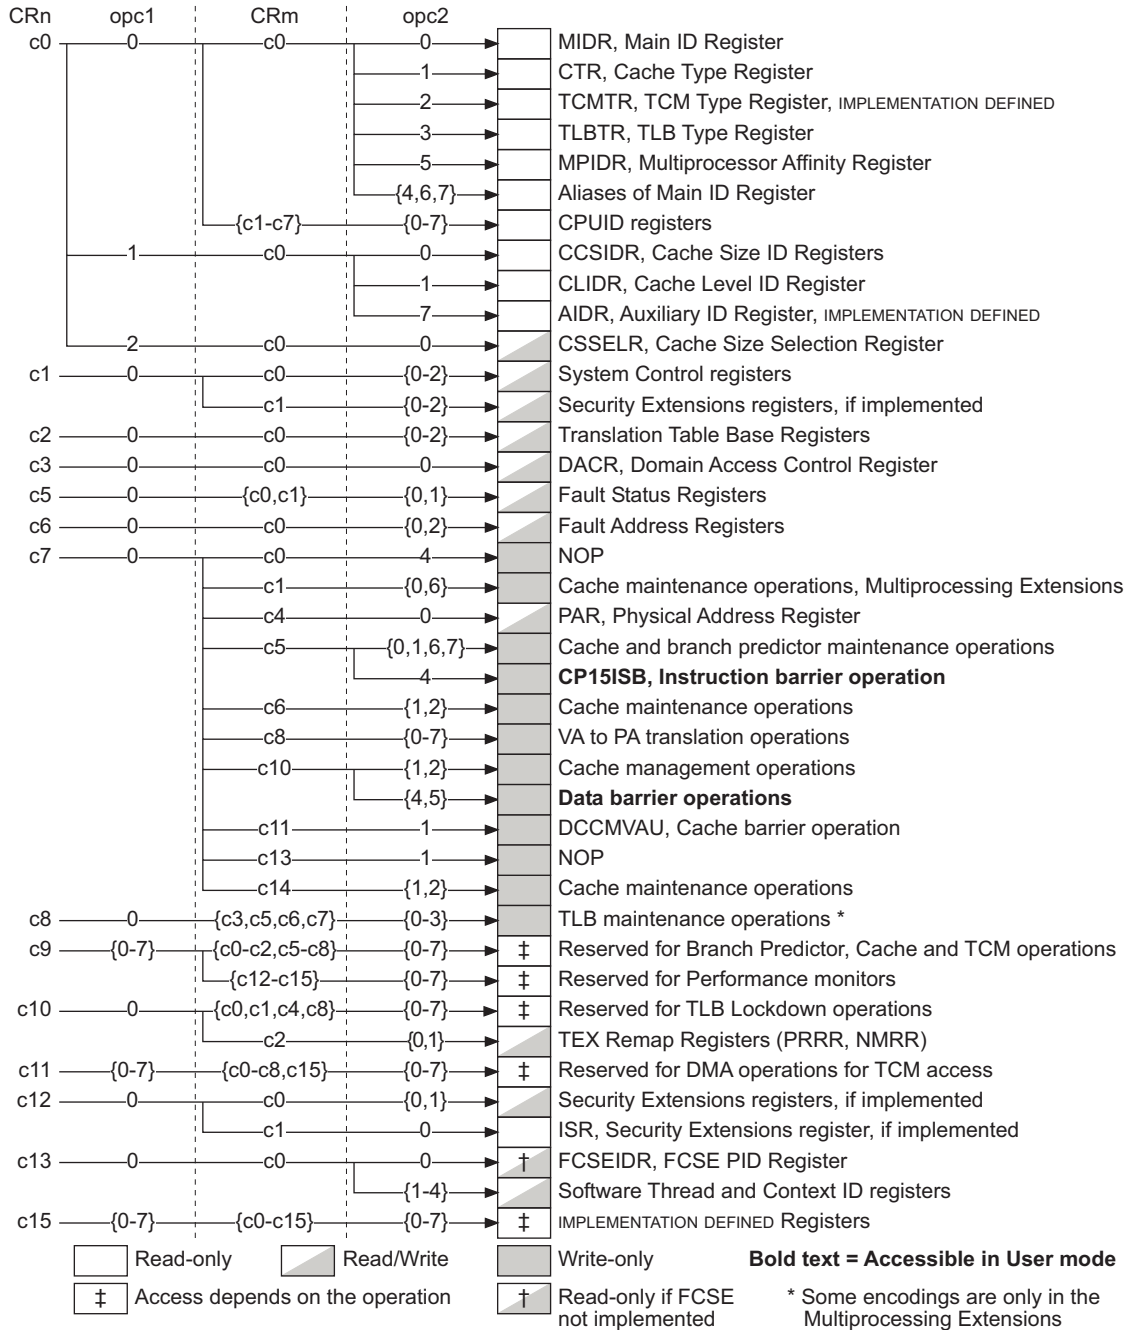 CRn opc1 CRm opc2
c0 0 c0 0 MIDR, Main ID Register
1 CTR, Cache Type Register
2 TCMTR, TCM Type Register, IMPLEMENTATION DEFINED
3 TLBTR, TLB Type Register
5 MPIDR, Multiprocessor Affinity Register
{4,6,7} Aliases of Main ID Register
{c1-c7} {0-7} CPUID registers
1 c0 0 CCSIDR, Cache Size ID Registers
1 CLIDR, Cache Level ID Register
7 AIDR, Auxiliary ID Register, IMPLEMENTATION DEFINED
2 c0 0 CSSELR, Cache Size Selection Register
c1 0 c0 {0-2} System Control registers
c1 {0-2} Security Extensions registers, if implemented
c2 0 c0 {0-2} Translation Table Base Registers
c3 0 c0 0 DACR, Domain Access Control Register
c5 0 {c0,c1} {0,1} Fault Status Registers
c6 0 c0 {0,2} Fault Address Registers
c7 0 c0 4 NOP
c1 {0,6} Cache maintenance operations, Multiprocessing Extensions
c4 0 PAR, Physical Address Register
c5 {0,1,6,7} Cache and branch predictor maintenance operations
4 CP15ISB, Instruction barrier operation
c6 {1,2} Cache maintenance operations
c8 {0-7} VA to PA translation operations
c10 {1,2} Cache management operations
{4,5} Data barrier operations
c11 1 DCCMVAU, Cache barrier operation
c13 1 NOP
c14 {1,2} Cache maintenance operations
c8 0 {c3,c5,c6,c7} {0-3} TLB maintenance operations *
c9 {0-7} {c0-c2,c5-c8} {0-7} ‡ Reserved for Branch Predictor, Cache and TCM operations
{c12-c15} {0-7} ‡ Reserved for Performance monitors
c10 0 {c0,c1,c4,c8} {0-7} ‡ Reserved for TLB Lockdown operations
c2 {0,1} TEX Remap Registers (PRRR, NMRR)
c11 {0-7} {c0-c8,c15} {0-7} ‡ Reserved for DMA operations for TCM access
c12 0 c0 {0,1} Security Extensions registers, if implemented
c1 0 ISR, Security Extensions register, if implemented
c13 0 c0 0 † FCSEIDR, FCSE PID Register
{1-4} Software Thread and Context ID registers
c15 {0-7} {c0-c15} {0-7} ‡ IMPLEMENTATION DEFINED Registers
Read-only Read/Write Write-only Bold text = Accessible in User mode
‡ Access depends on the operation † Read-only if FCSE * Some encodings are only in the
not implemented Multiprocessing Extensions